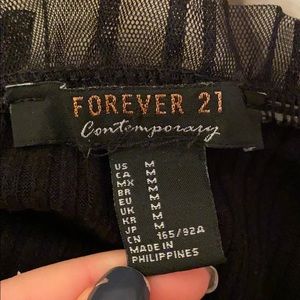 FOREVER 21
Contemporary
US M
CA M
MX M
BR M
EU M
UK M
KR M
JP M
CN 165/92A
MADE IN
PHILIPPINES